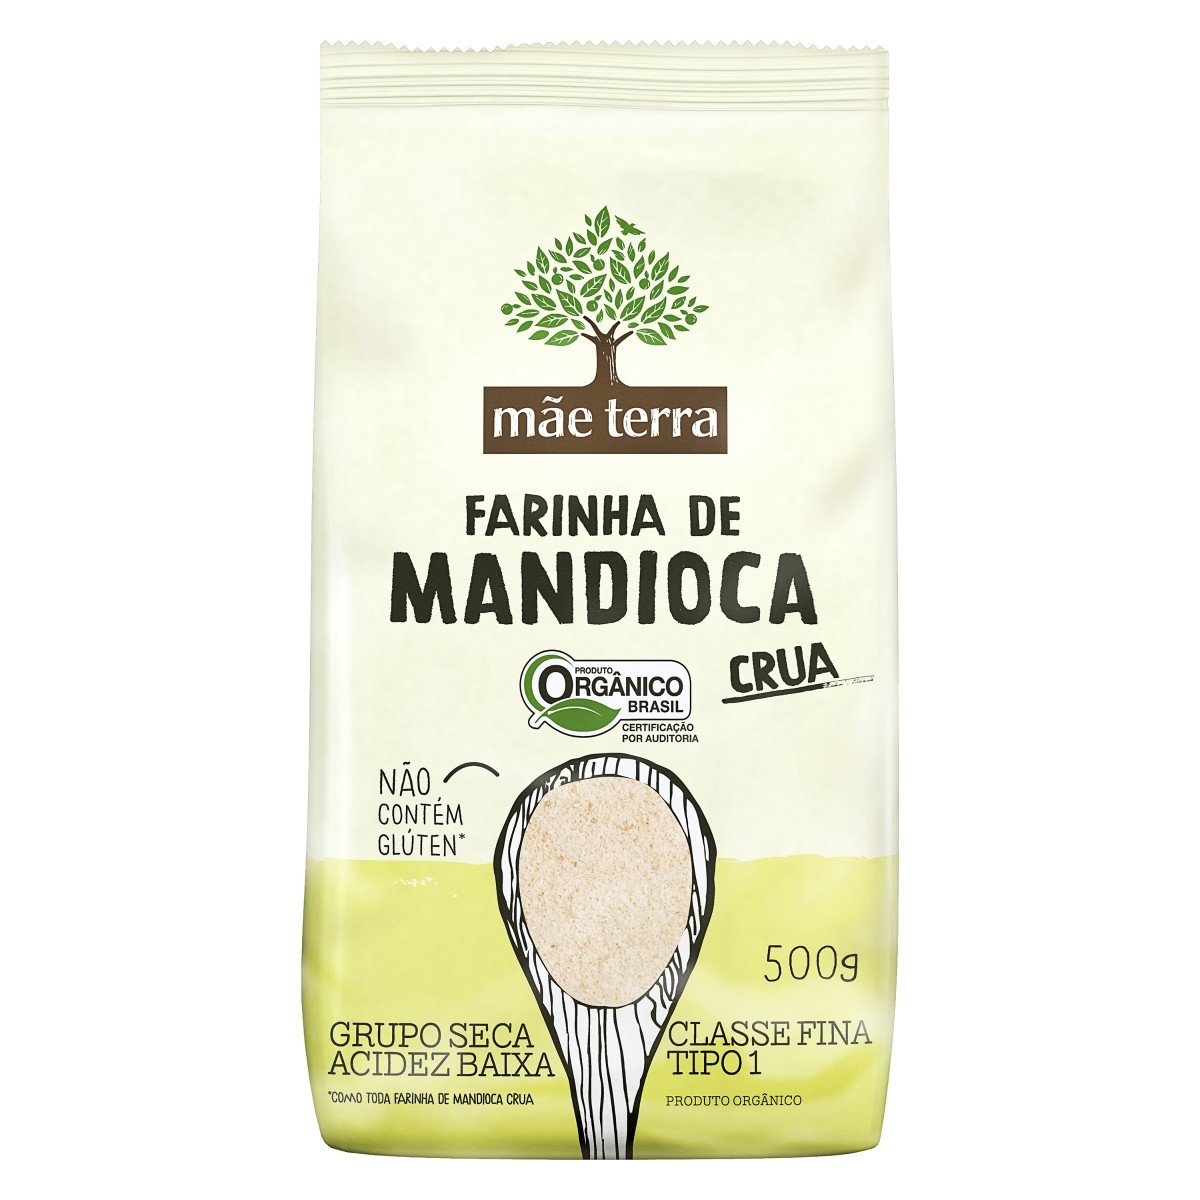 mãe terra
FARINHA DE
MANDIOCA
CRUA
PRODUTO
ORGÂNICO
BRASIL
CERTIFICAÇÃO
POR AUDITORIA
NÃO
CONTÉM
GLÚTEN*
500g
GRUPO SECA
ACIDEZ BAIXA
*COMO TODA FARINHA DE MANDIOCA CRUA
CLASSE FINA
TIPO 1
PRODUTO ORGÂNICO